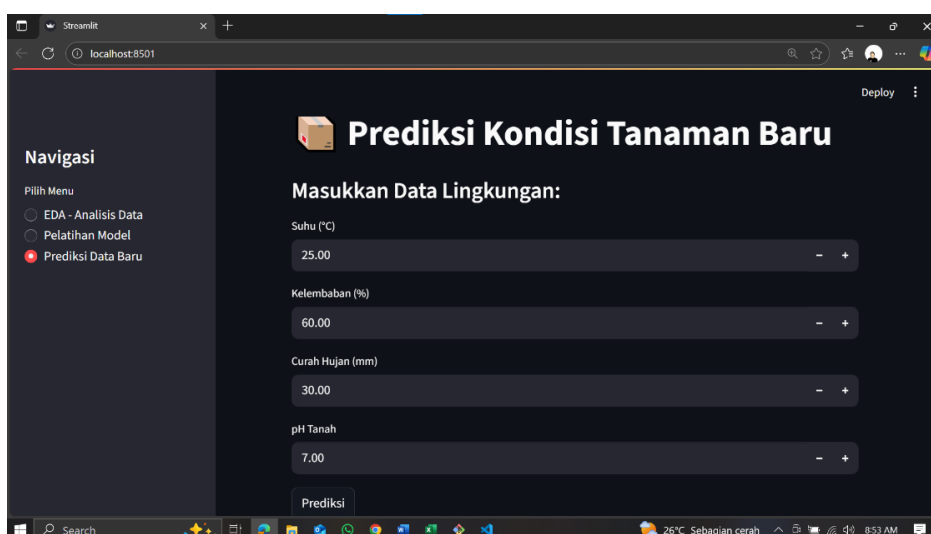 Streamlit
localhost:8501
Deploy
Navigasi
Pilih Menu
EDA - Analisis Data
Pelatihan Model
Prediksi Data Baru
Prediksi Kondisi Tanaman Baru
Masukkan Data Lingkungan:
Suhu (°C)
25.00
Kelembaban (%)
60.00
Curah Hujan (mm)
30.00
pH Tanah
7.00
Prediksi
Search
26°C Sebagian cerah
8:53 AM